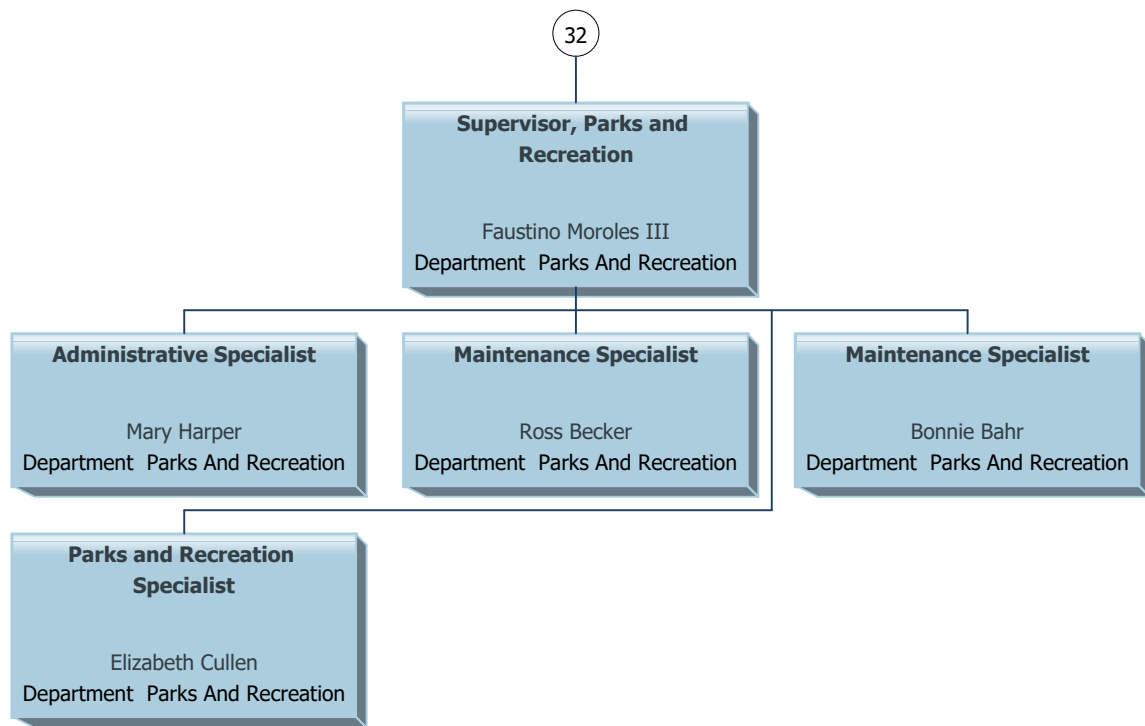 32
Supervisor, Parks and
Recreation
Faustino Moroles III
Department  Parks And Recreation
Administrative Specialist
Mary Harper
Department  Parks And Recreation
Maintenance Specialist
Ross Becker
Department  Parks And Recreation
Maintenance Specialist
Bonnie Bahr
Department  Parks And Recreation
Parks and Recreation
Specialist
Elizabeth Cullen
Department  Parks And Recreation